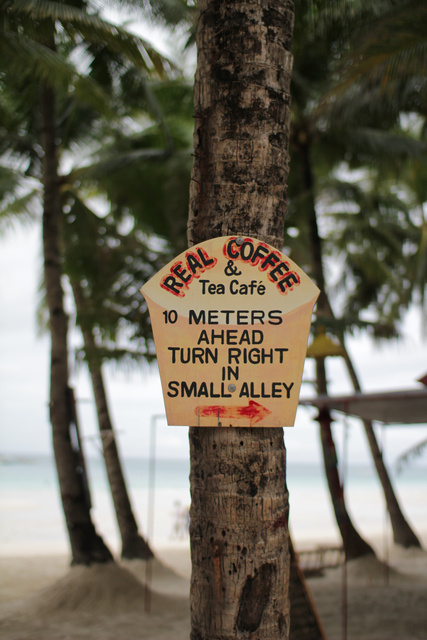 REAL COFFEE
&
Tea Café
10 METERS
AHEAD
TURN RIGHT
IN
SMALL ALLEY